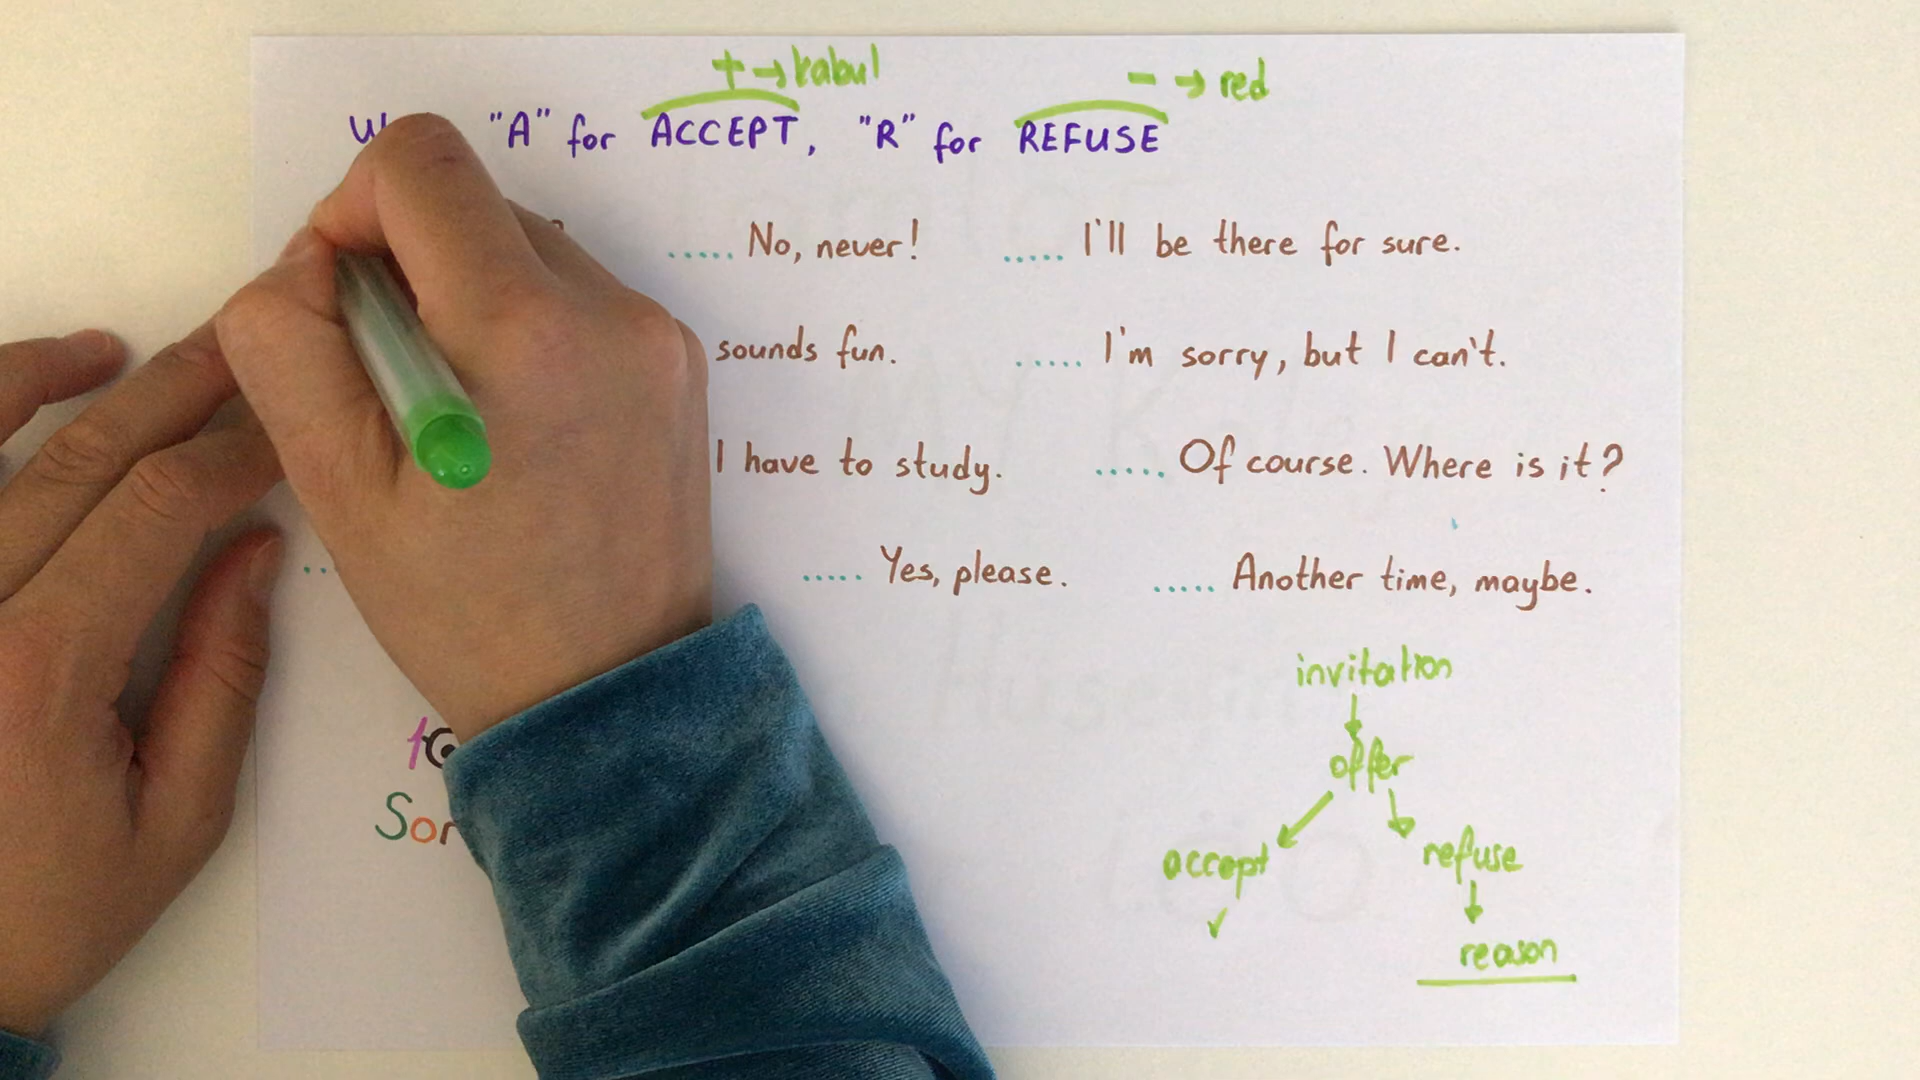 + → kabul - → red
"A" for ACCEPT, "R" for REFUSE
..... No, never! ..... I'll be there for sure.
sounds fun. ..... I'm sorry, but I can't.
I have to study. ..... Of course. Where is it?
..... Yes, please. ..... Another time, maybe.
invitation
offer
accept refuse
✓
reason